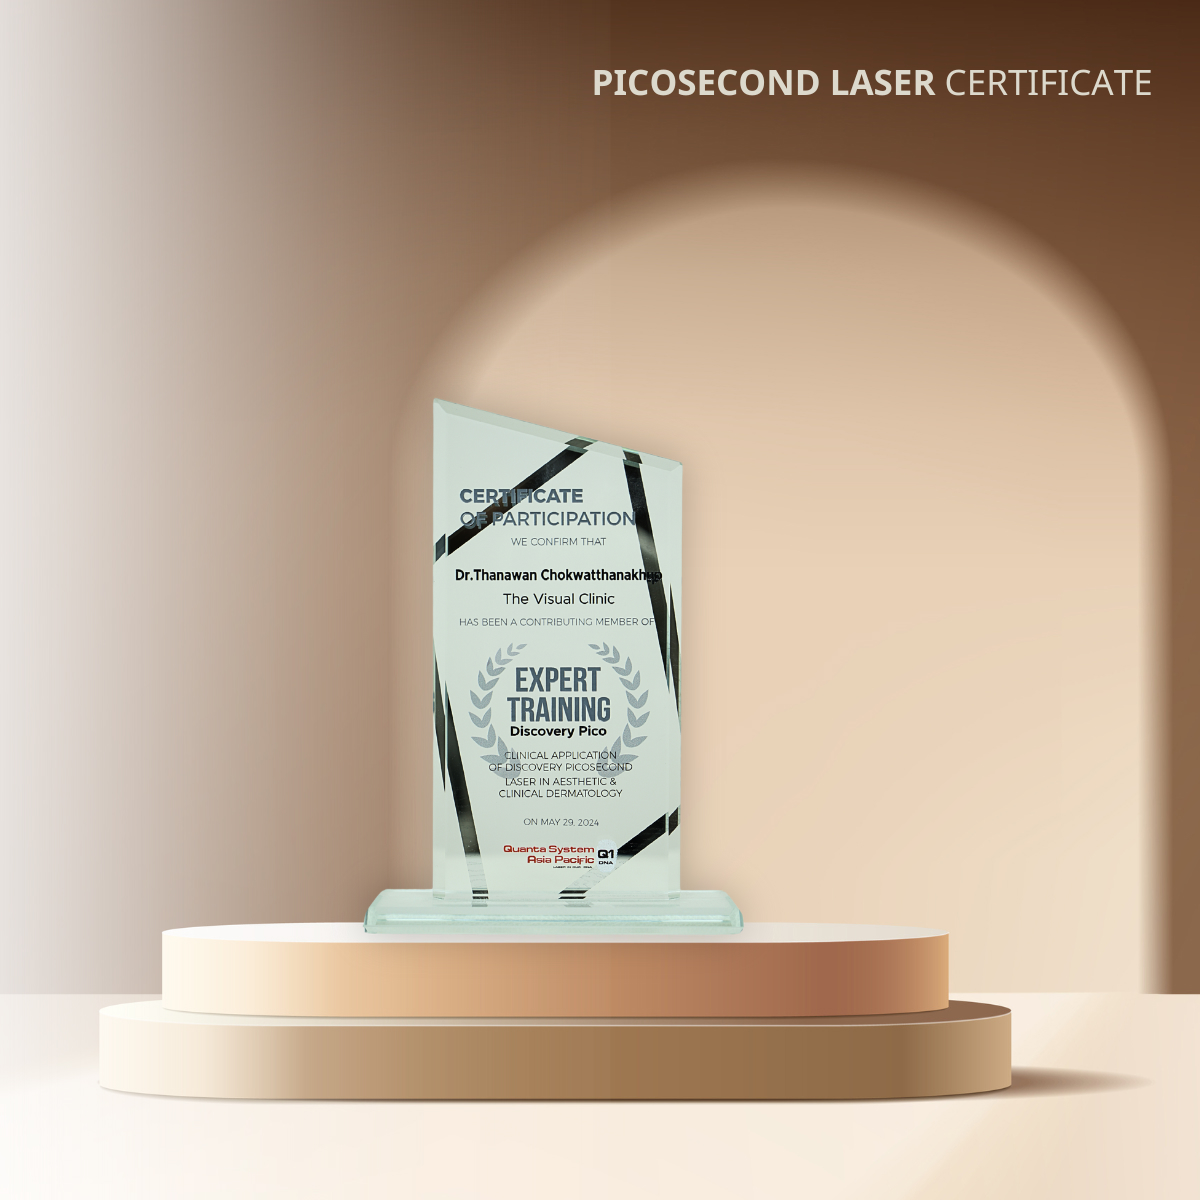 PICOSECOND LASER CERTIFICATE
CERTIFICATE
OF PARTICIPATION
WE CONFIRM THAT
Dr.Thanawan Chokwatthanakhup
The Visual Clinic
HAS BEEN A CONTRIBUTING MEMBER OF
EXPERT
TRAINING
Discovery Pico
CLINICAL APPLICATION
OF DISCOVERY PICOSECOND
LASER IN AESTHETIC &
CLINICAL DERMATOLOGY
ON MAY 29, 2024
Quanta System
Asia Pacific
Q1
DNA